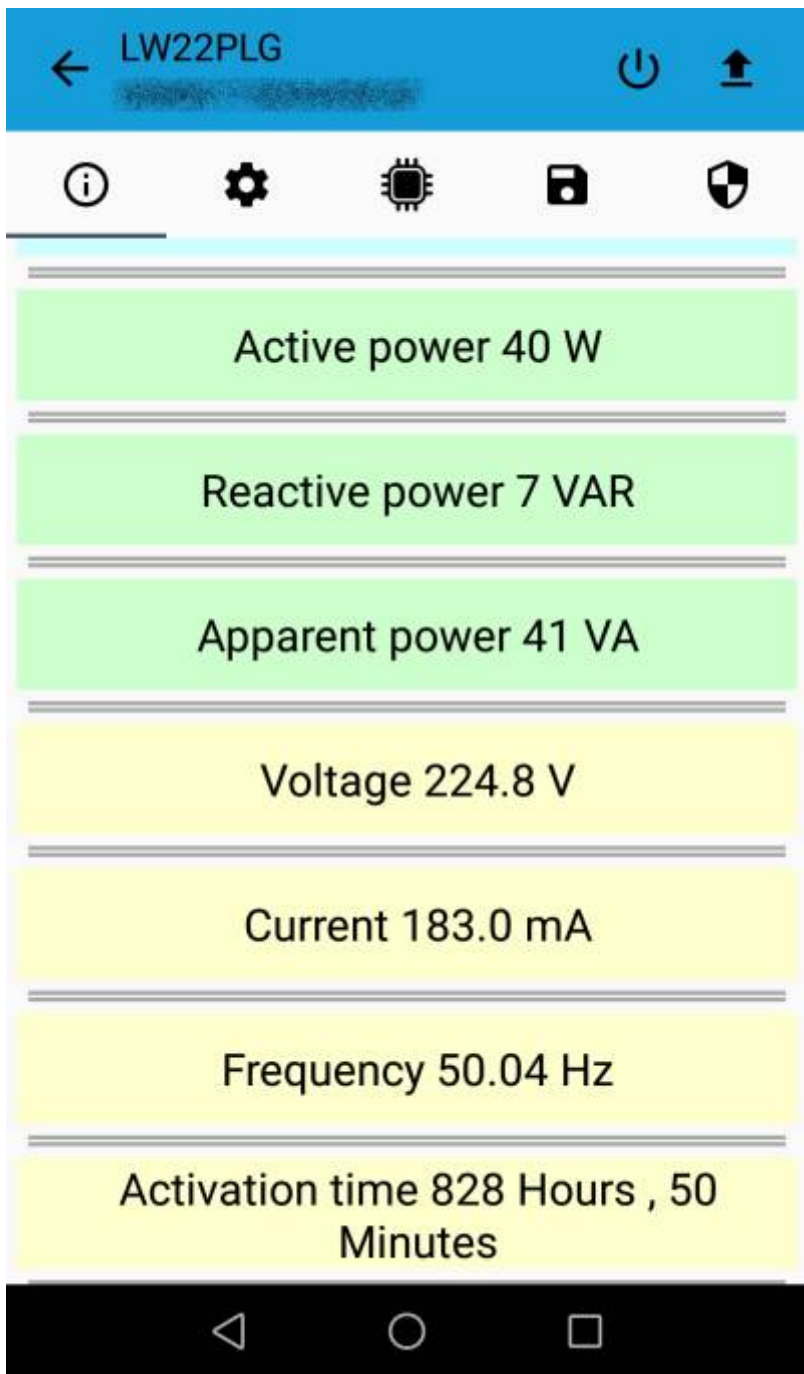 LW22PLG
Active power 40 W
Reactive power 7 VAR
Apparent power 41 VA
Voltage 224.8 V
Current 183.0 mA
Frequency 50.04 Hz
Activation time 828 Hours , 50
Minutes